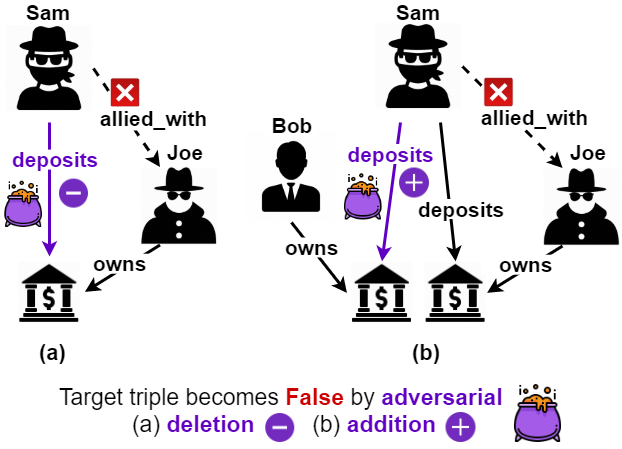 Sam
allied_with
deposits
Joe
owns
(a)
Sam
allied_with
Bob
deposits
Joe
deposits
owns
owns
(b)
Target triple becomes False by adversarial
(a) deletion − (b) addition +